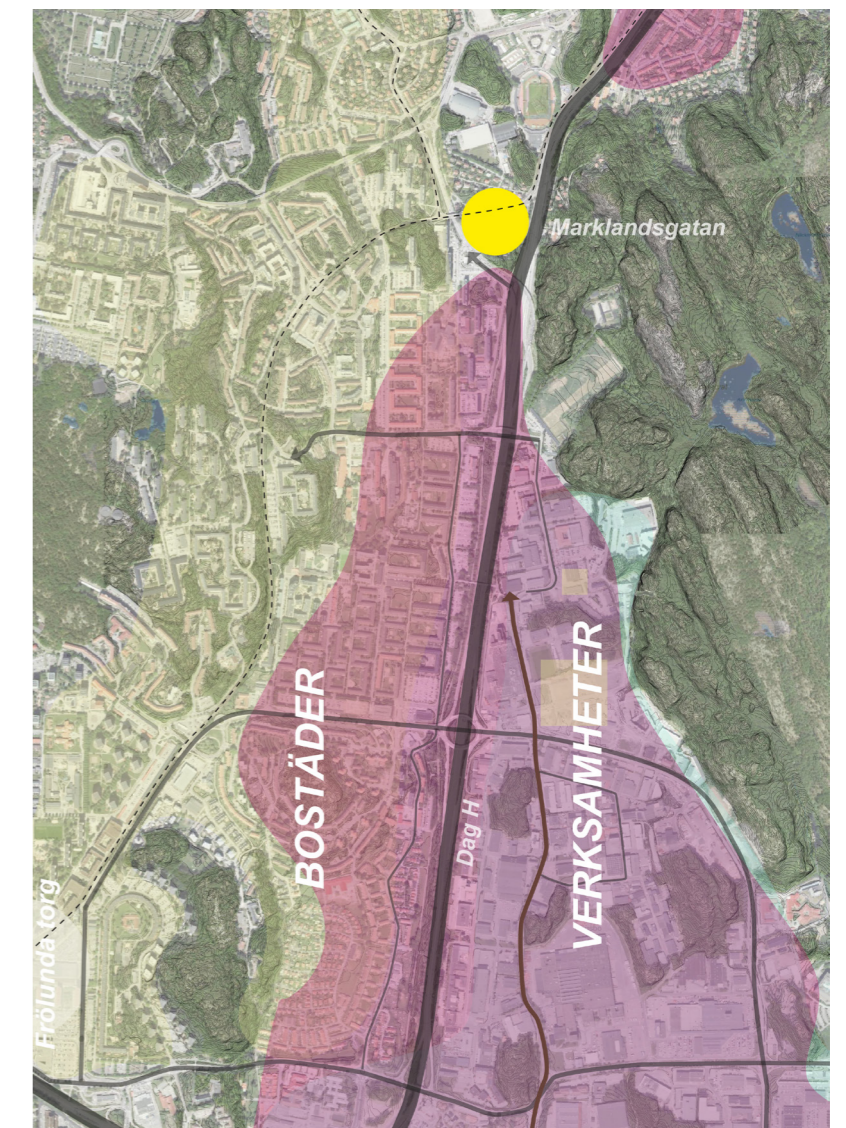 Marklandsgatan
BOSTÄDER
VERKSAMHETER
Dag H
Frölunda torg